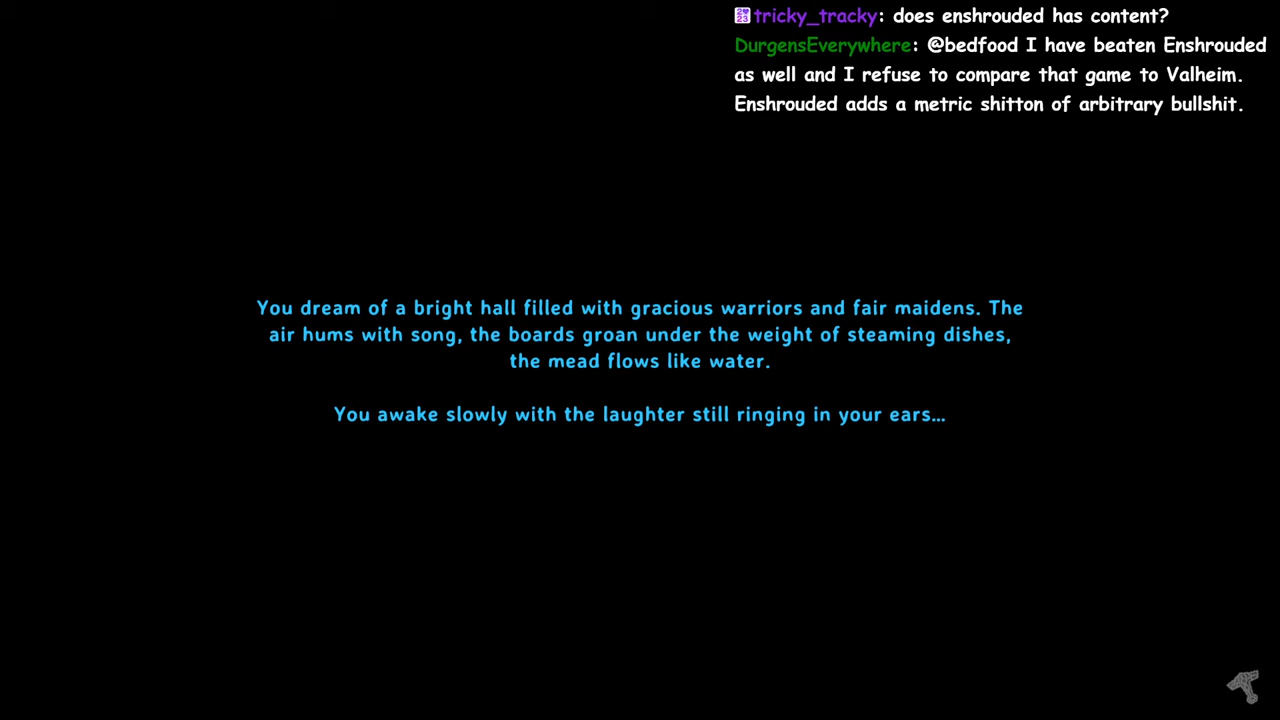 tricky_tracky: does enshrouded has content?
DurgensEverywhere: @bedfood I have beaten Enshrouded
as well and I refuse to compare that game to Valheim.
Enshrouded adds a metric shitton of arbitrary bullshit.
You dream of a bright hall filled with gracious warriors and fair maidens. The
air hums with song, the boards groan under the weight of steaming dishes,
the mead flows like water.
You awake slowly with the laughter still ringing in your ears...